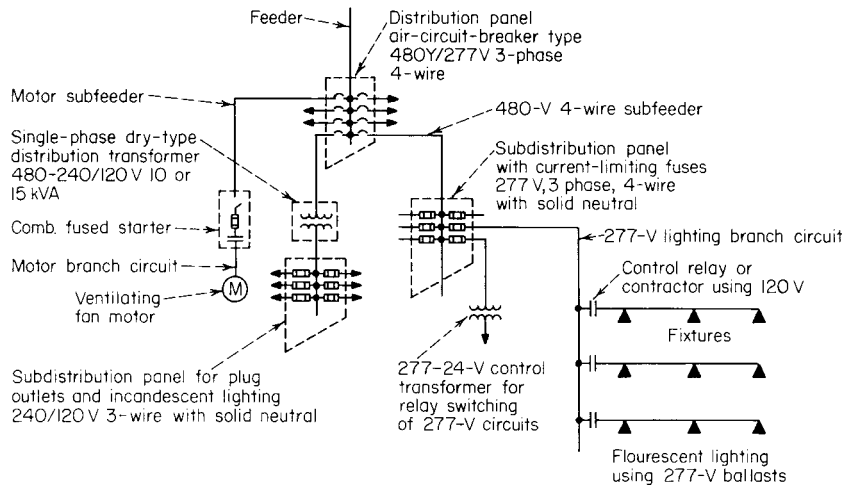 Feeder
Distribution panel
air-circuit-breaker type
480Y/277V 3-phase
4-wire
Motor subfeeder
480-V 4-wire subfeeder
Single-phase dry-type
distribution transformer
480-240/120V 10 or
15 kVA
Subdistribution panel
with current-limiting fuses
277 V, 3 phase, 4-wire
with solid neutral
Comb. fused starter
277-V lighting branch circuit
Motor branch circuit
M
Ventilating
fan motor
Control relay or
contractor using 120 V
Fixtures
277-24-V control
transformer for
relay switching
of 277-V circuits
Subdistribution panel for plug
outlets and incandescent lighting
240/120 V 3-wire with solid neutral
Flourescent lighting
using 277-V ballasts